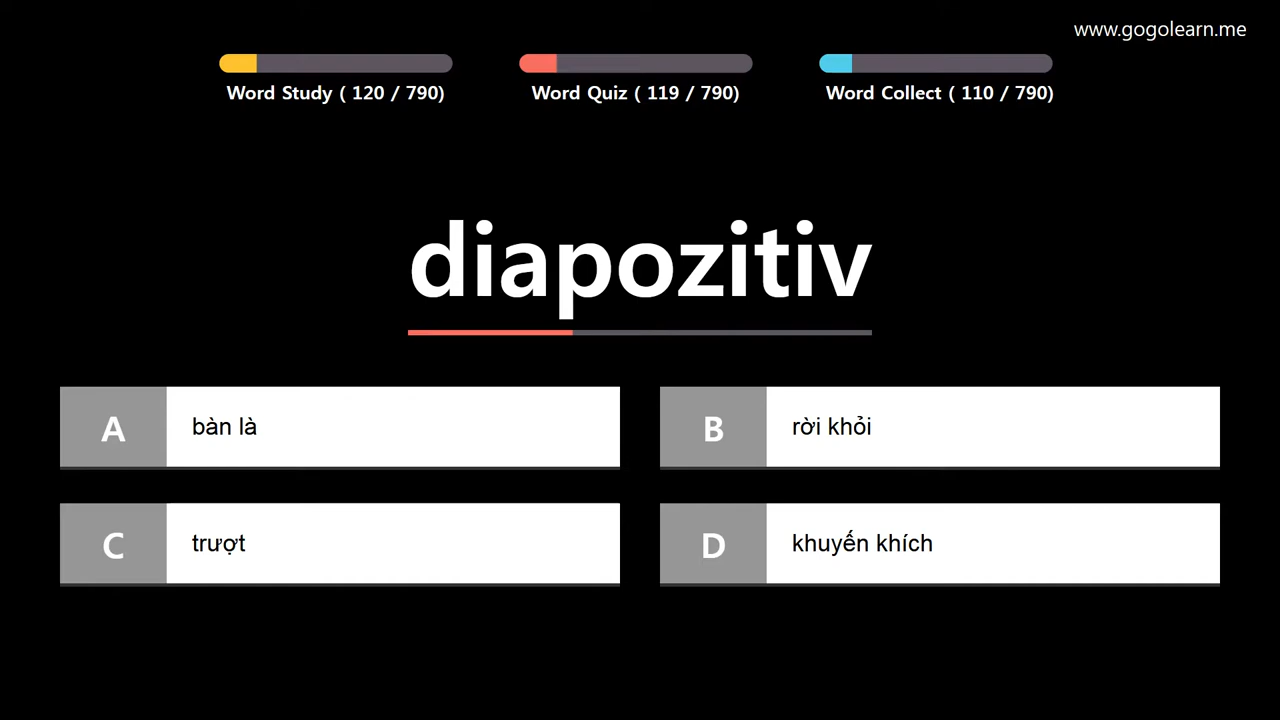 www.gogolearn.me
Word Study ( 120 / 790)
Word Quiz ( 119 / 790)
Word Collect ( 110 / 790)
diapozitiv
A
bàn là
B
rời khỏi
C
trượt
D
khuyến khích